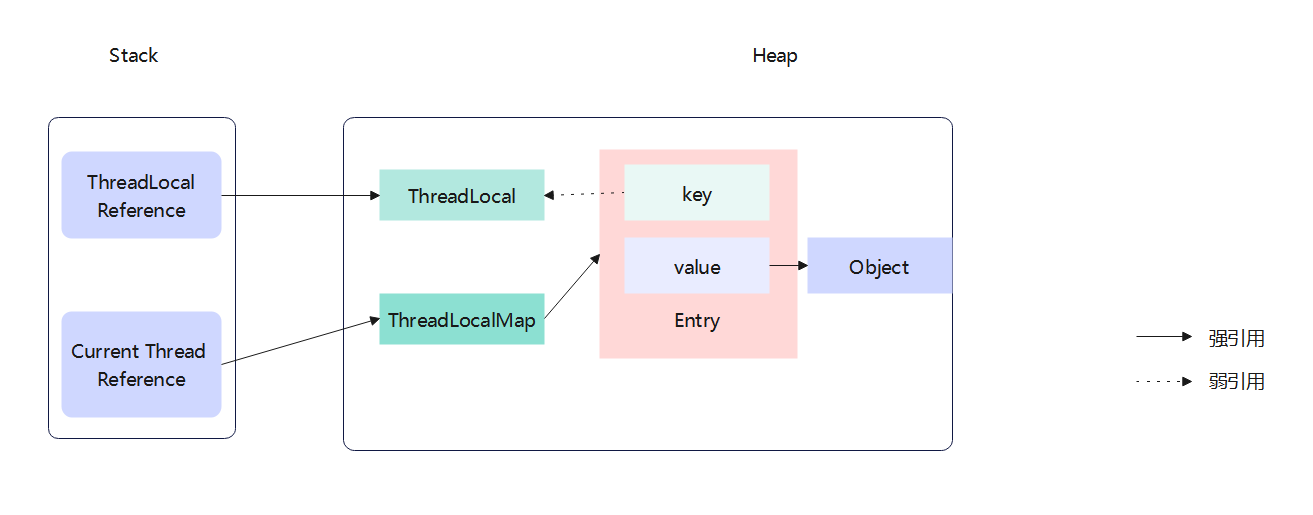 Stack
Heap
ThreadLocal
Reference
ThreadLocal
key
value
Object
Entry
ThreadLocalMap
Current Thread
Reference
强引用
弱引用